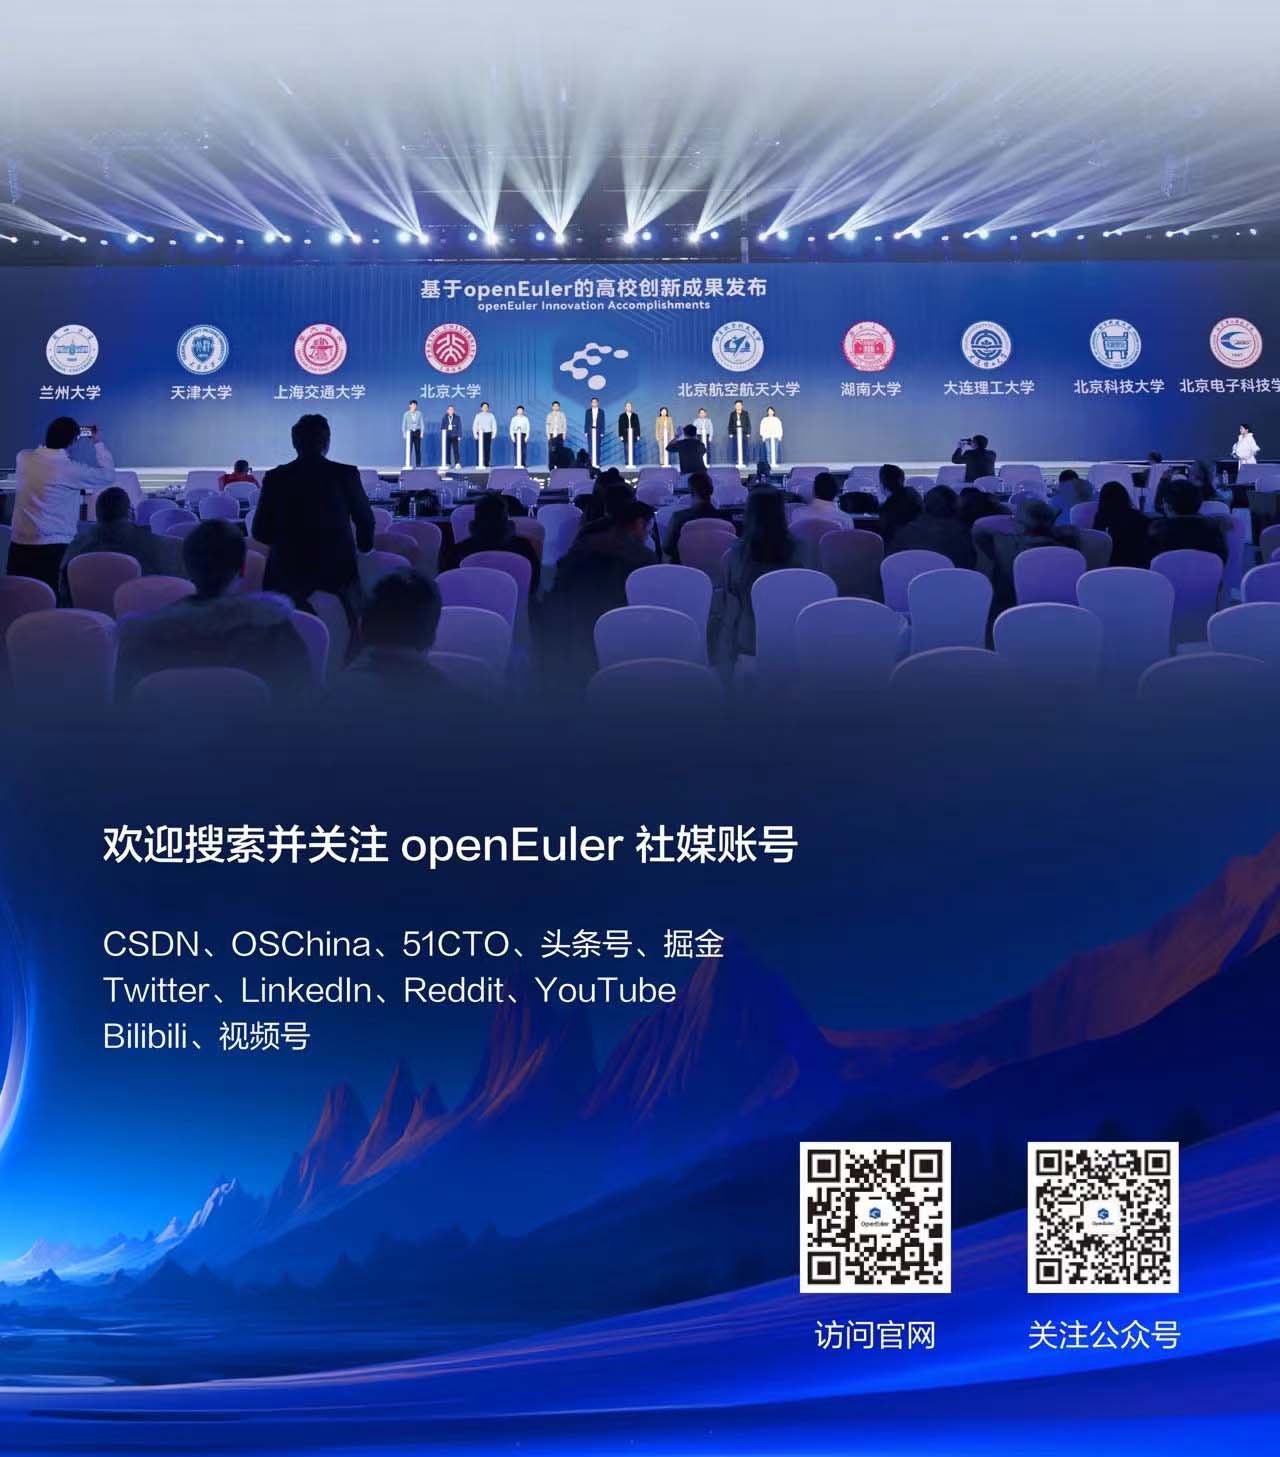 基于openEuler的高校创新成果发布
openEuler Innovation Accomplishments
兰州大学
天津大学
上海交通大学
北京大学
北京航空航天大学
湖南大学
大连理工大学
北京科技大学
北京电子科技学
欢迎搜索并关注 openEuler 社媒账号
CSDN、OSChina、51CTO、头条号、掘金
Twitter、LinkedIn、Reddit、YouTube
Bilibili、视频号
OpenEuler
OpenEuler
访问官网
关注公众号